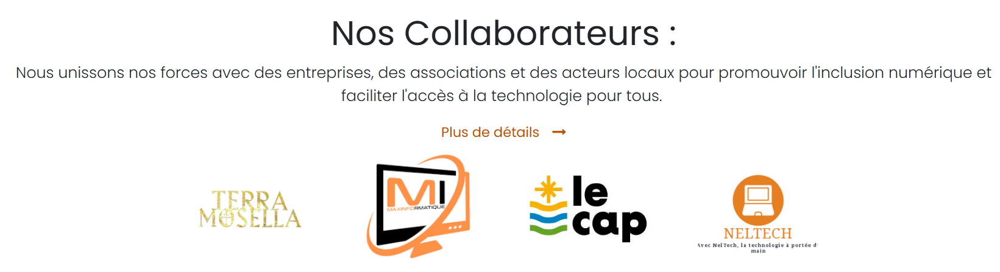 Nos Collaborateurs :
Nous unissons nos forces avec des entreprises, des associations et des acteurs locaux pour promouvoir l'inclusion numérique et
faciliter l'accès à la technologie pour tous.
Plus de détails
TERRA
MOSELLA
MI
MAXINFORMATIQUE
le
cap
NELTECH
Avec NelTech, la technologie à portée d
main